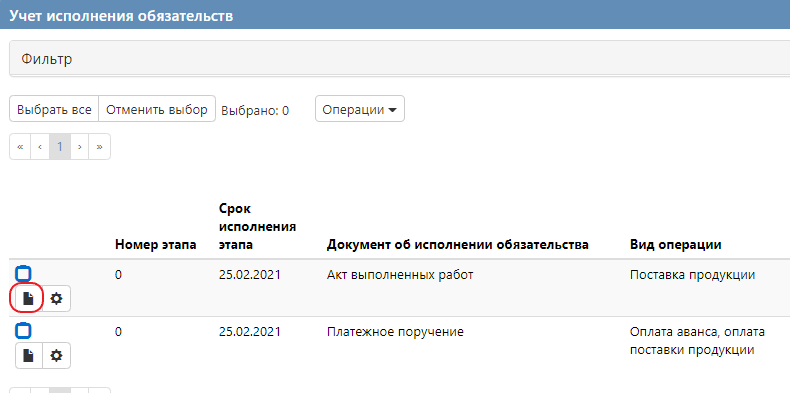 Учет исполнения обязательств
Фильтр
Выбрать все Отменить выбор Выбрано: 0 Операции
« ‹ 1 › »
Номер этапа Срок исполнения этапа Документ об исполнении обязательства Вид операции
0 25.02.2021 Акт выполненных работ Поставка продукции
0 25.02.2021 Платежное поручение Оплата аванса, оплата
поставки продукции